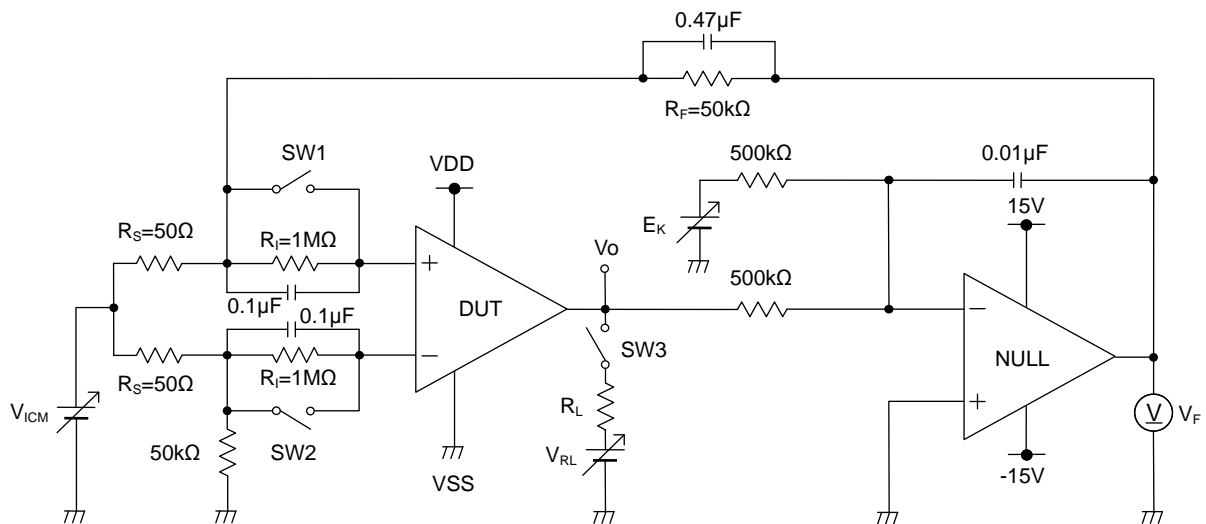 0.47µF
RF=50kΩ
SW1
VDD
500kΩ
0.01µF
15V
EK
RS=50Ω
RI=1MΩ
Vo
+
500kΩ
0.1µF
DUT
−
0.1µF
SW3
NULL
−
RS=50Ω
RI=1MΩ
+
VICM
RL
V
VF
50kΩ
SW2
VRL
VSS
-15V